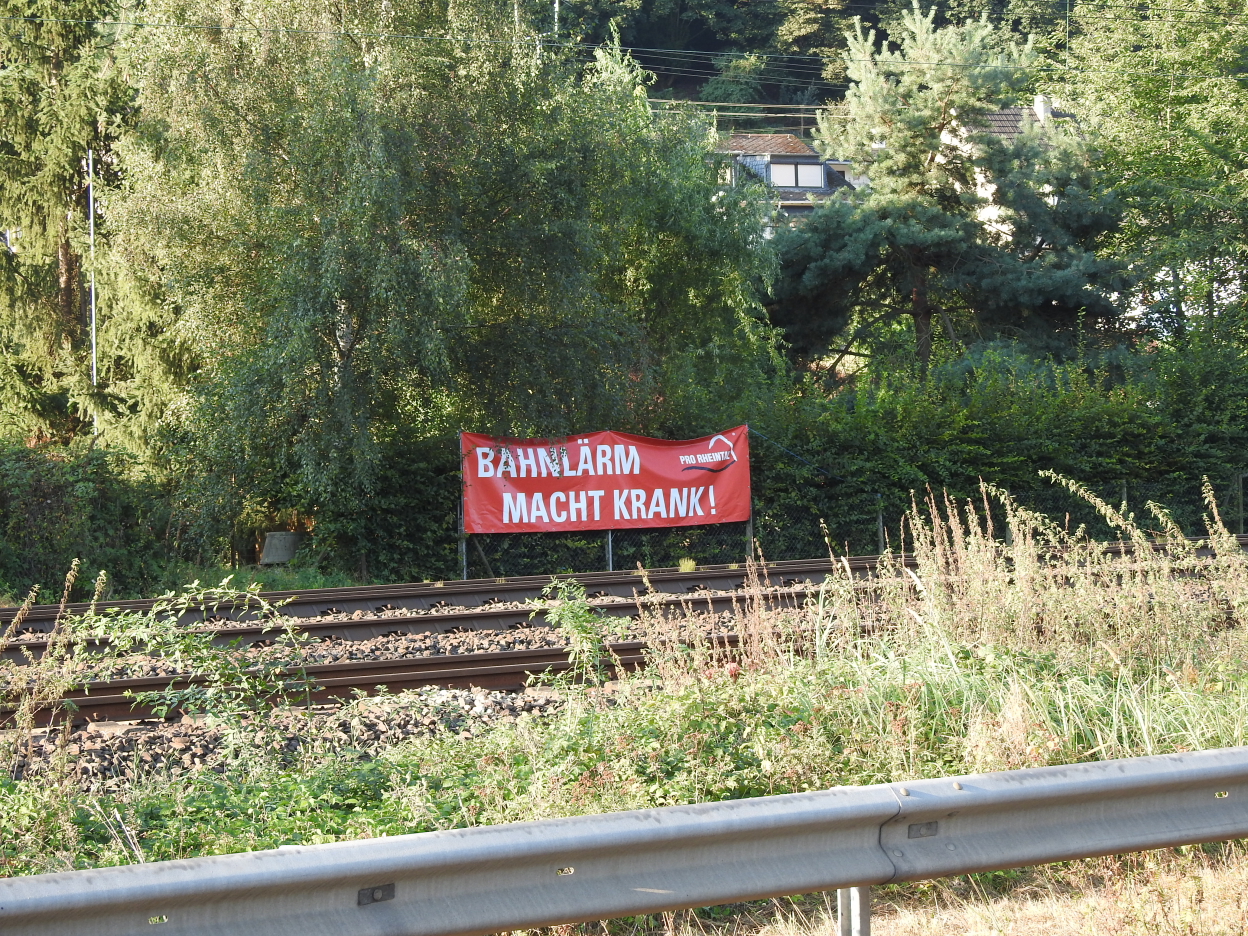 BAHNLÄRM
PRO RHEINTAL
MACHT KRANK!